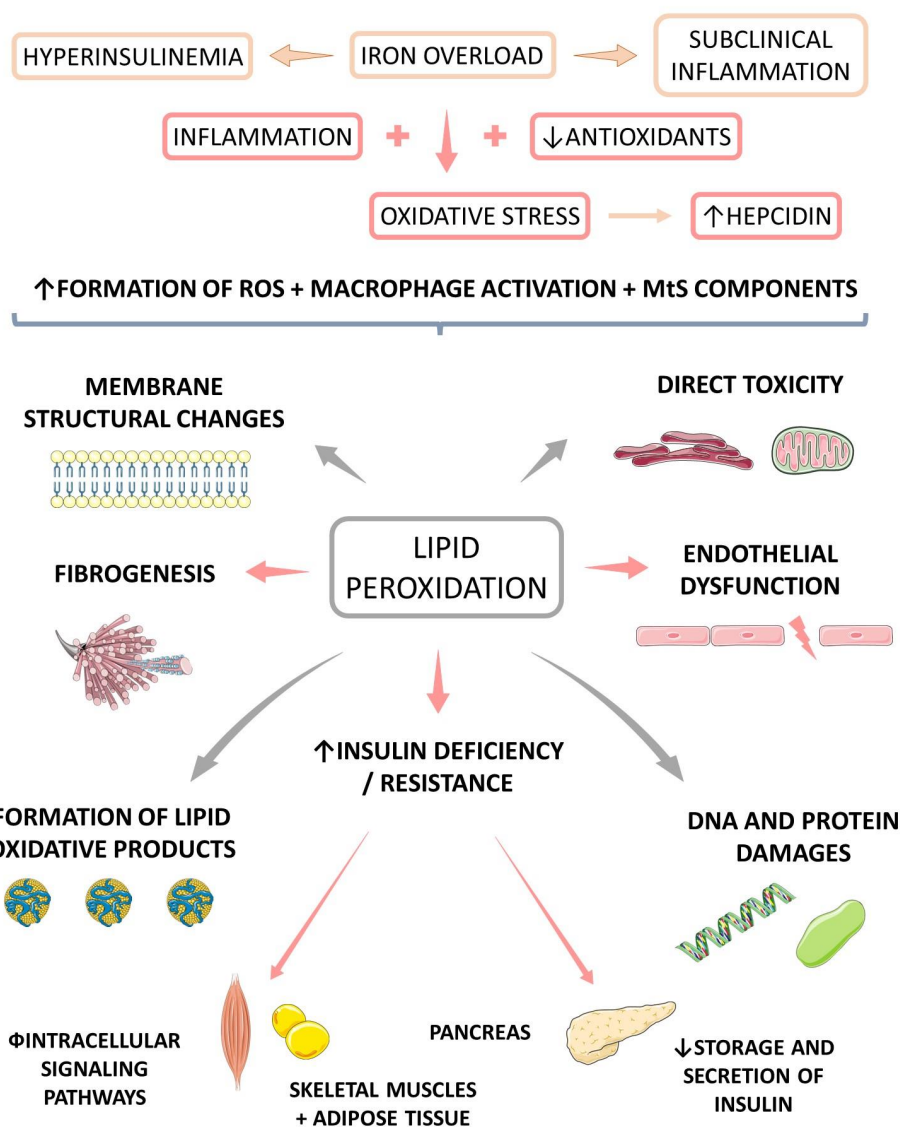 HYPERINSULINEMIA
IRON OVERLOAD
SUBCLINICAL
INFLAMMATION
INFLAMMATION
+
+
↓ANTIOXIDANTS
OXIDATIVE STRESS
↑HEPCIDIN
↑FORMATION OF ROS + MACROPHAGE ACTIVATION + MtS COMPONENTS
MEMBRANE
STRUCTURAL CHANGES
DIRECT TOXICITY
LIPID
PEROXIDATION
FIBROGENESIS
ENDOTHELIAL
DYSFUNCTION
↑INSULIN DEFICIENCY
/ RESISTANCE
FORMATION OF LIPID
OXIDATIVE PRODUCTS
DNA AND PROTEIN
DAMAGES
ΦINTRACELLULAR
SIGNALING
PATHWAYS
SKELETAL MUSCLES
+ ADIPOSE TISSUE
PANCREAS
↓STORAGE AND
SECRETION OF
INSULIN